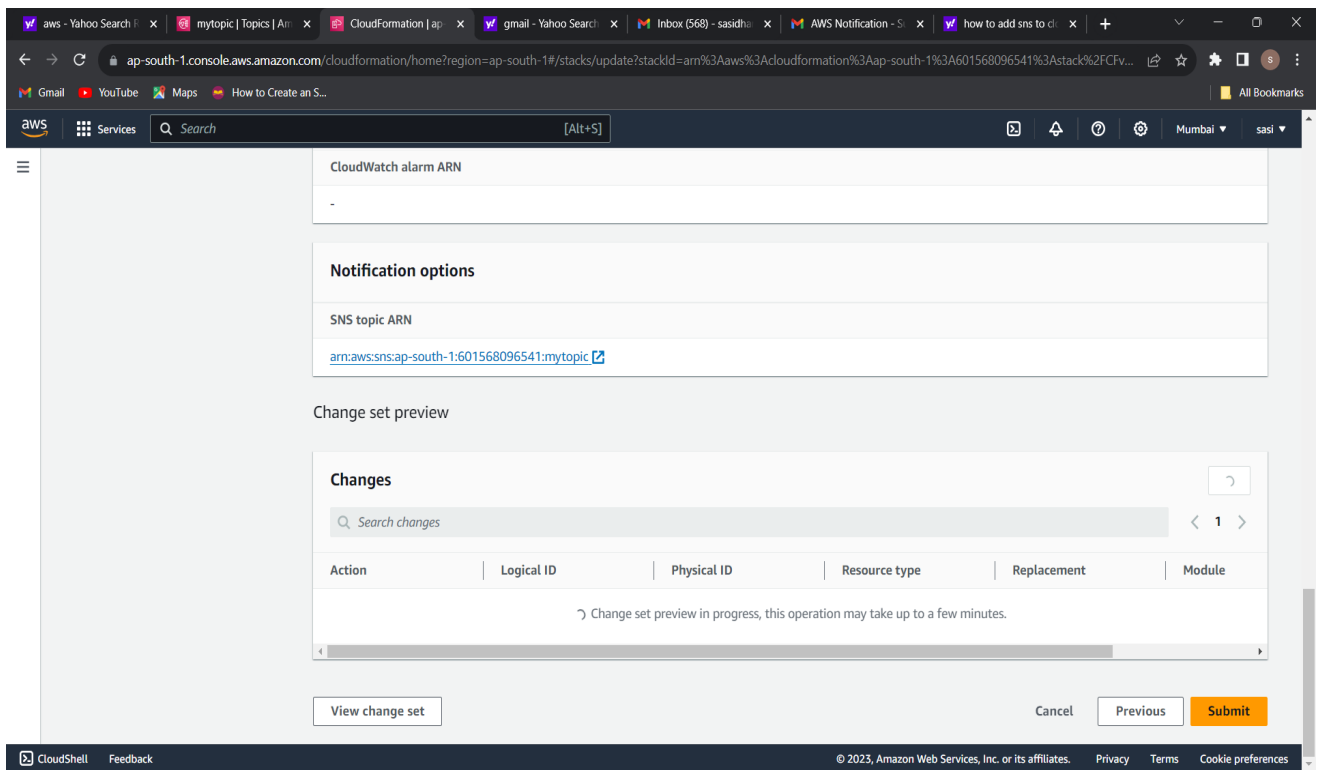 aws - Yahoo Search R
mytopic | Topics | Am
CloudFormation | ap-
gmail - Yahoo Search
Inbox (568) - sasidha
AWS Notification - Su
how to add sns to clo
ap-south-1.console.aws.amazon.com/cloudformation/home?region=ap-south-1#/stacks/update?stackId=arn%3Aaws%3Acloudformation%3Aap-south-1%3A601568096541%3Astack%2FCFv...
s
Gmail YouTube Maps How to Create an S... All Bookmarks
aws Services Search [Alt+S] Mumbai ▼ sasi ▼
CloudWatch alarm ARN
-
Notification options
SNS topic ARN
arn:aws:sns:ap-south-1:601568096541:mytopic
Change set preview
Changes
Search changes < 1 >
Action Logical ID Physical ID Resource type Replacement Module
Change set preview in progress, this operation may take up to a few minutes.
View change set Cancel Previous Submit
CloudShell Feedback © 2023, Amazon Web Services, Inc. or its affiliates. Privacy Terms Cookie preferences